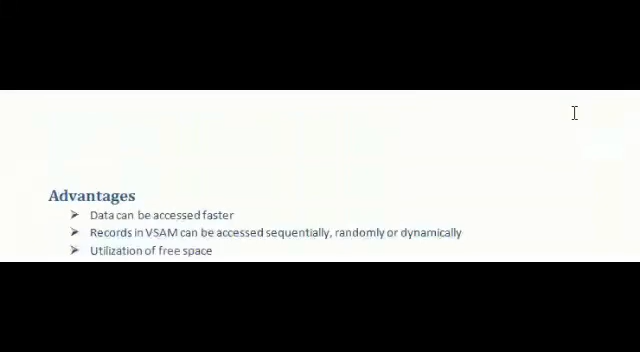 Advantages
Data can be accessed faster
Records in VSAM can be accessed sequentially, randomly or dynamically
Utilization of free space